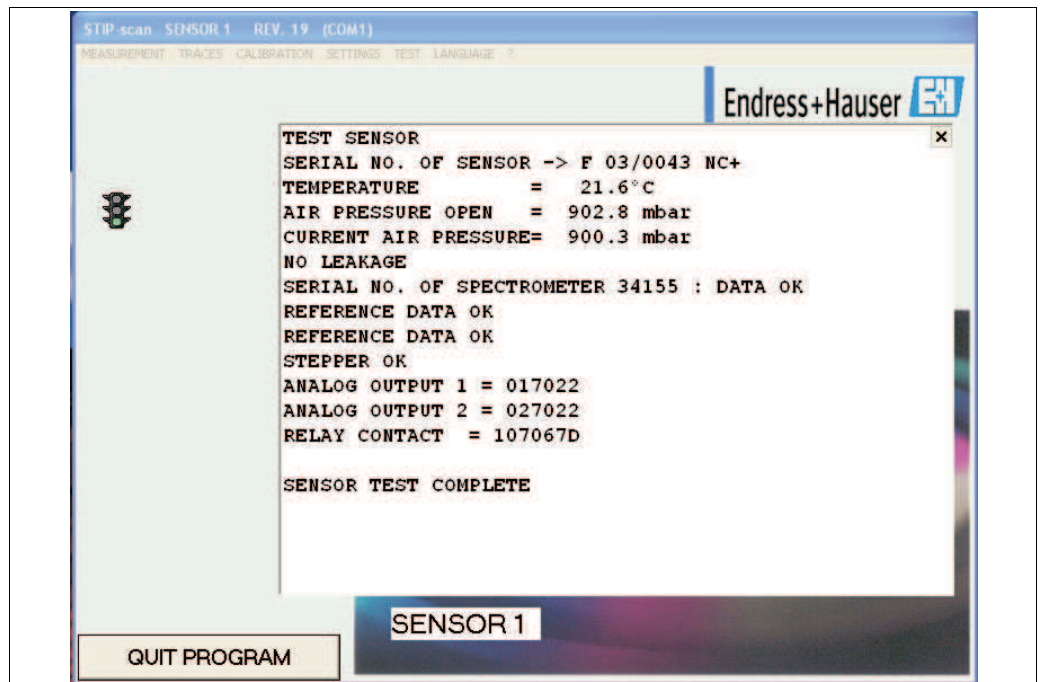 STIP-scan SENSOR 1 REV. 19 (COM1)
MEASUREMENT TRACES CALIBRATION SETTINGS TEST LANGUAGE ?
Endress+Hauser EH
TEST SENSOR
SERIAL NO. OF SENSOR -> F 03/0043 NC+
TEMPERATURE = 21.6°C
AIR PRESSURE OPEN = 902.8 mbar
CURRENT AIR PRESSURE= 900.3 mbar
NO LEAKAGE
SERIAL NO. OF SPECTROMETER 34155 : DATA OK
REFERENCE DATA OK
REFERENCE DATA OK
STEPPER OK
ANALOG OUTPUT 1 = 017022
ANALOG OUTPUT 2 = 027022
RELAY CONTACT = 107067D
SENSOR TEST COMPLETE
SENSOR 1
QUIT PROGRAM